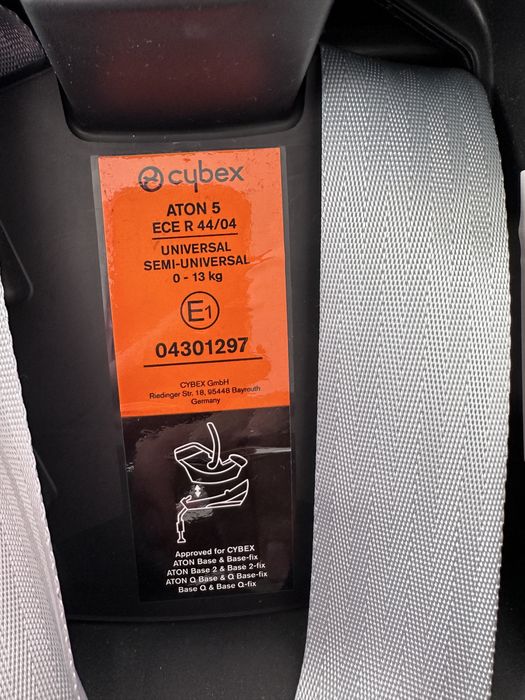 cybex
ATON 5
ECE R 44/04
UNIVERSAL
SEMI-UNIVERSAL
0 - 13 kg
E1
04301297
CYBEX GmbH
Riedinger Str. 18, 95448 Bayrouth
Germany
Approved for CYBEX
ATON Base & Base-fix
ATON Base 2 & Base 2-fix
ATON Q Base & Q Base-fix
Base Q & Base Q-fix